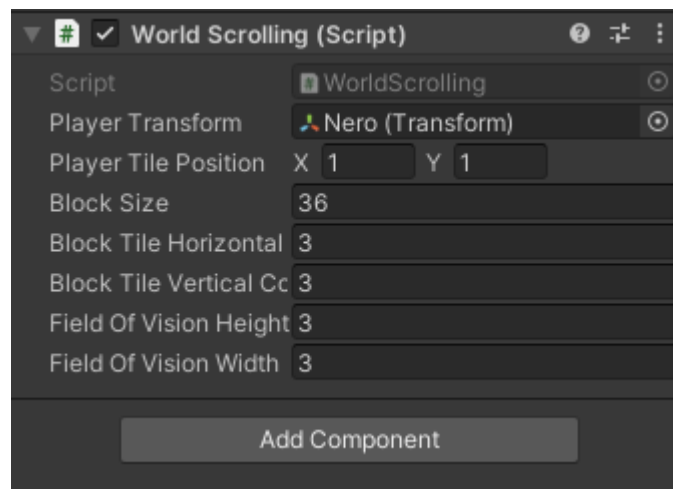 World Scrolling (Script)
Script WorldScrolling
Player Transform Nero (Transform)
Player Tile Position X 1 Y 1
Block Size 36
Block Tile Horizontal 3
Block Tile Vertical Cc 3
Field Of Vision Height 3
Field Of Vision Width 3
Add Component